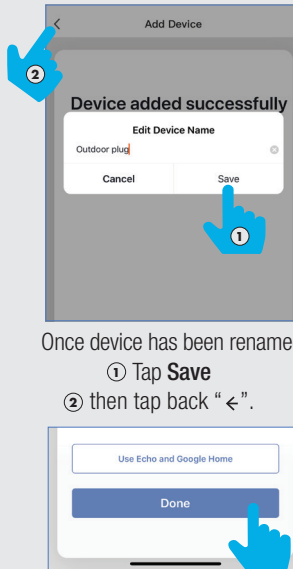 Add Device
②
Device added successfully
Edit Device Name
Outdoor plug
Cancel Save
①
Once device has been rename
① Tap Save
② then tap back “←”.
Use Echo and Google Home
Done